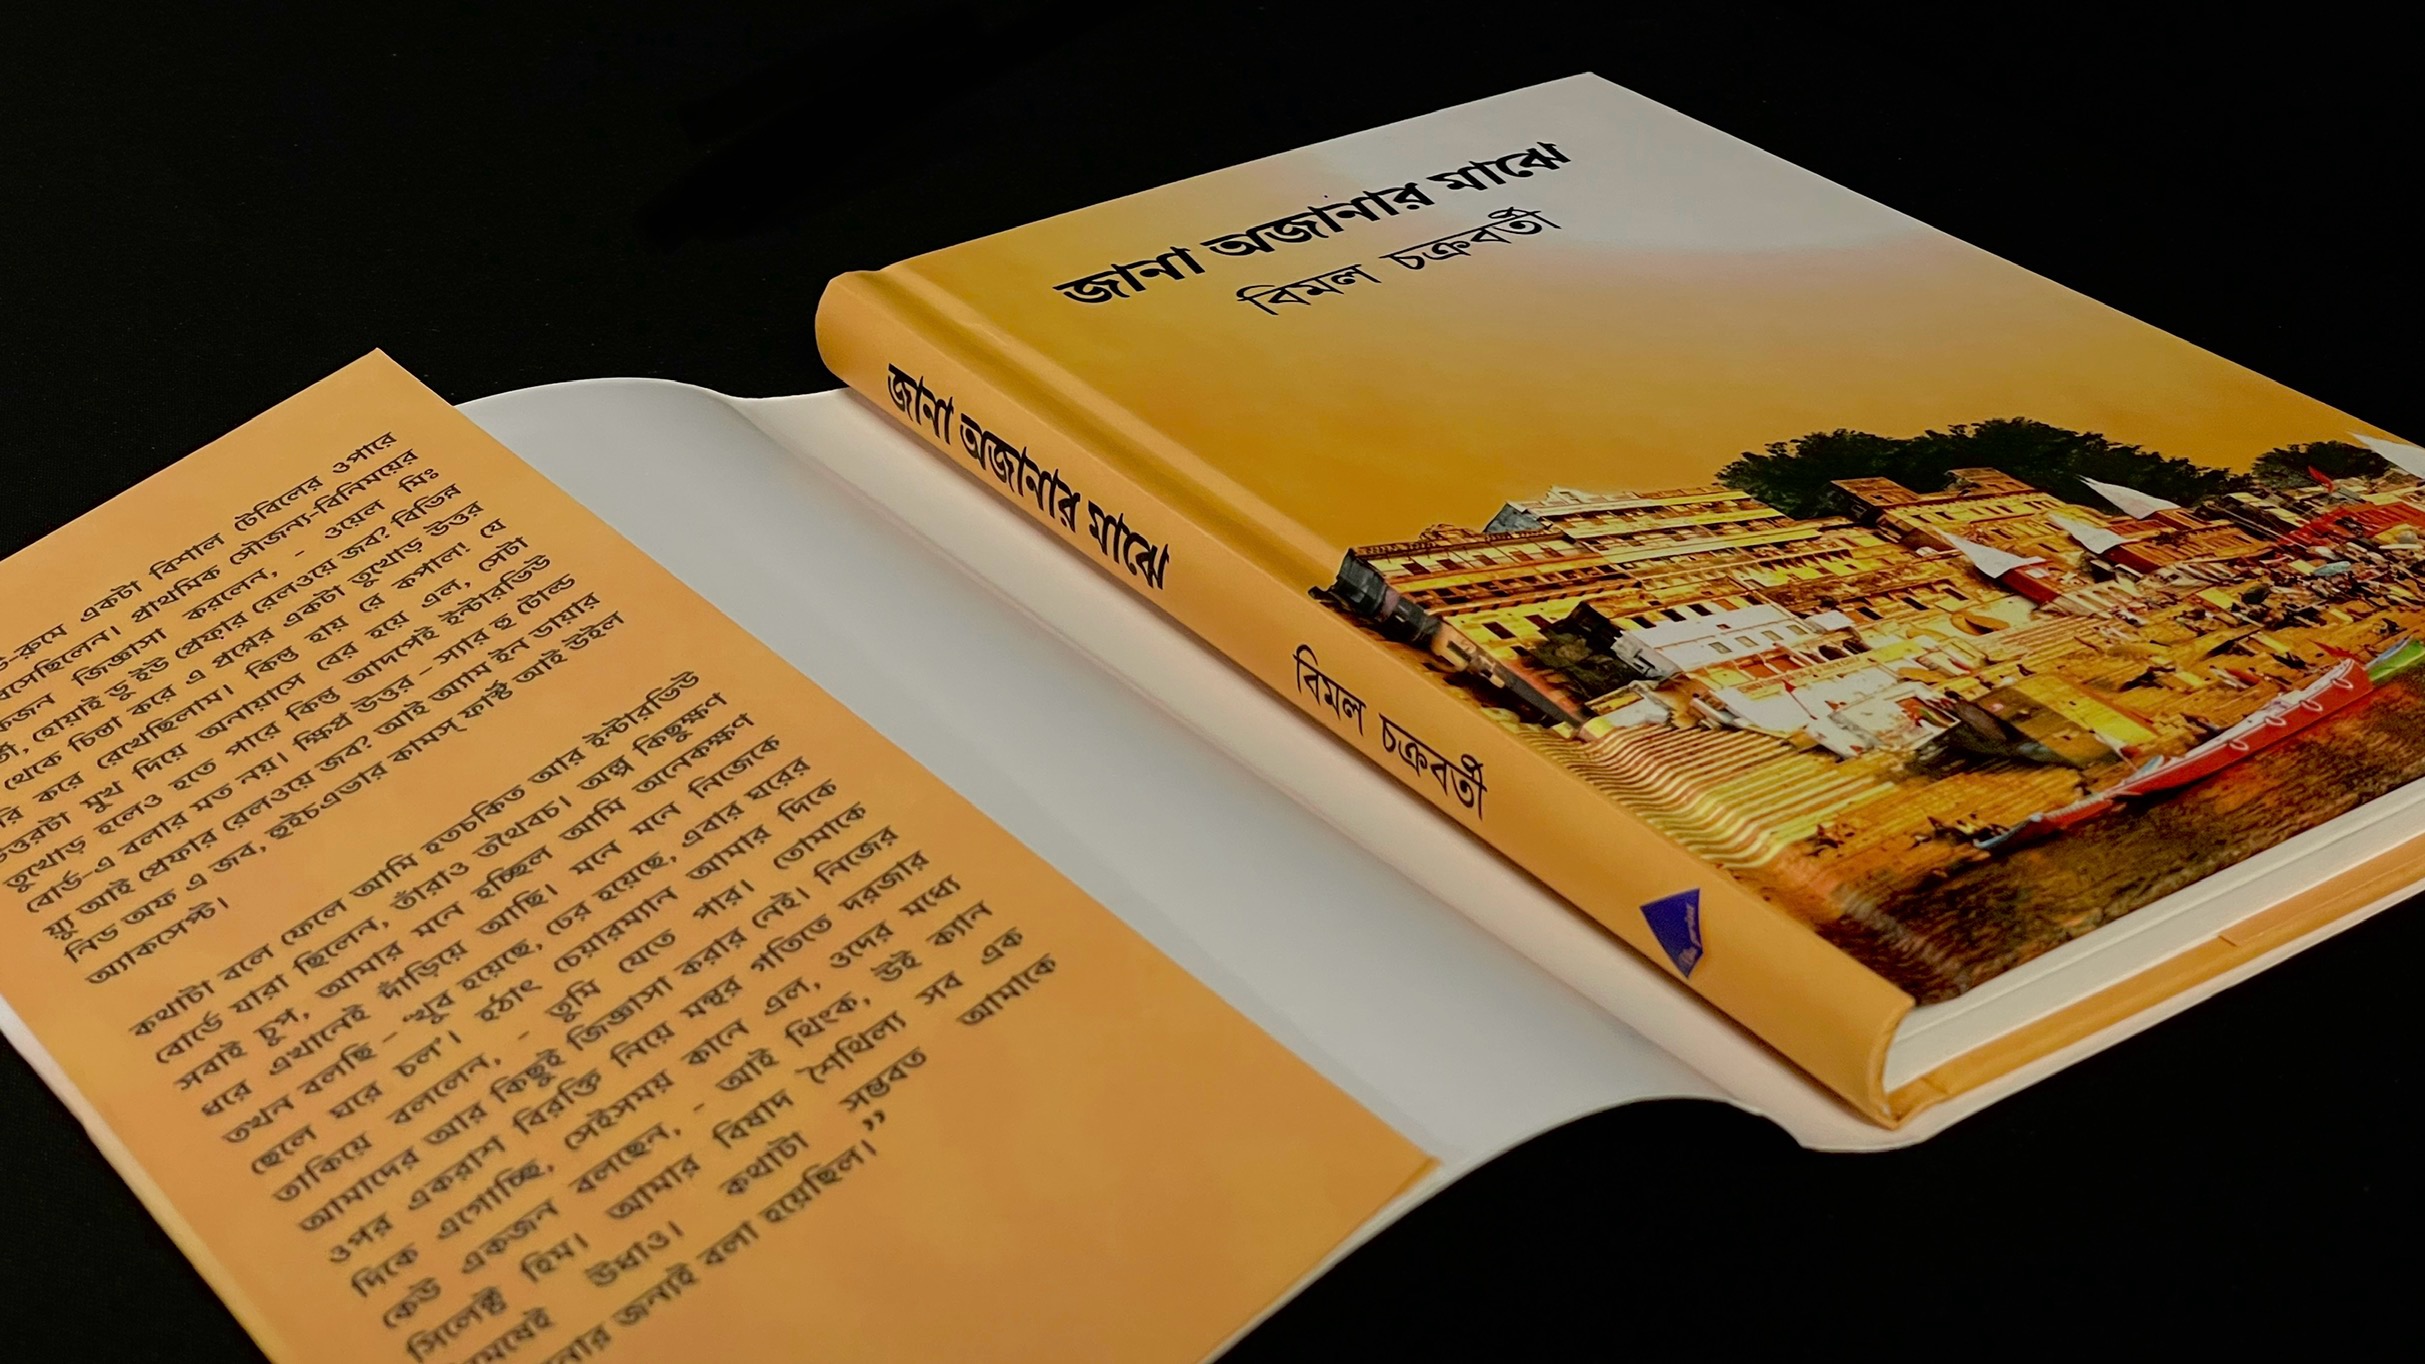 জানা অজানার মাঝে
বিমল চক্রবর্তী
জানা অজানার মাঝে
বিমল চক্রবর্তী
একটা বিশাল টেবিলের ওপারে
বসেছিলেন। প্রাথমিক সৌজন্য-বিনিময়ের
জিজ্ঞাসা করলেন, - ওয়েল মিঃ
হোয়াই ডু ইউ প্রেফার রেলওয়ে জব? বিভিন্ন
থেকে চিন্তা করে এ প্রশ্নের একটা তুখোড় উত্তর
করে রেখেছিলাম। কিন্তু হায় রে কপাল! যে
উত্তরটা মুখ দিয়ে অনায়াসে বের হয়ে এল, সেটা
তুখোড় হলেও হতে পারে কিন্তু আদপেই ইন্টারভিউ
বোর্ড-এ বলার মত নয়। ক্ষিপ্র উত্তর – স্যার হু টোল্ড
য়্যু আই প্রেফার রেলওয়ে জব? আই অ্যাম ইন ডায়ার
নিড অফ এ জব, হুইচএভার কামস্ ফার্স্ট আই উইল
অ্যাকসেপ্ট।
কথাটা বলে ফেলে আমি হতচকিত আর ইন্টারভিউ
বোর্ডে যারা ছিলেন, তাঁরাও তথৈবচ। অল্প কিছুক্ষণ
সবাই চুপ, আমার মনে হচ্ছিল আমি অনেকক্ষণ
ধরে এখানেই দাঁড়িয়ে আছি। মনে মনে নিজেকে
তখন বলছি – “খুব হয়েছে, ঢের হয়েছে, এবার ঘরের
ছেলে ঘরে চল’। হঠাৎ চেয়ারম্যান আমার দিকে
তাকিয়ে বললেন, - তুমি যেতে পার। তোমাকে
আমাদের আর কিছুই জিজ্ঞাসা করার নেই। নিজের
ওপর একরাশ বিরক্তি নিয়ে মন্থর গতিতে দরজার
দিকে এগোচ্ছি, সেইসময় কানে এল, ওদের মধ্যে
কেউ একজন বলছেন, - আই থিংক, উই ক্যান
সিলেক্ট হিম। আমার বিষাদ শৈথিল্য সব এক
উধাও। কথাটা সম্ভবত আমাকে
জন্যই বলা হয়েছিল।”